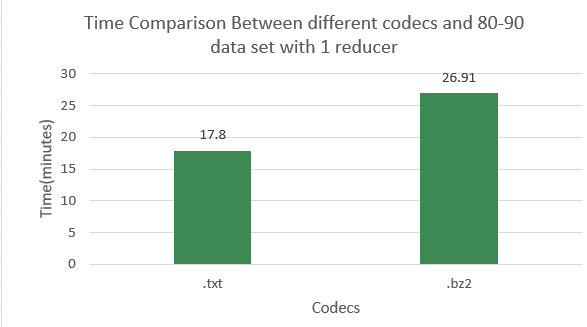 Time Comparison Between different codecs and 80-90
data set with 1 reducer
Time(minutes)
30
25
20
15
10
5
0
17.8
26.91
.txt
.bz2
Codecs